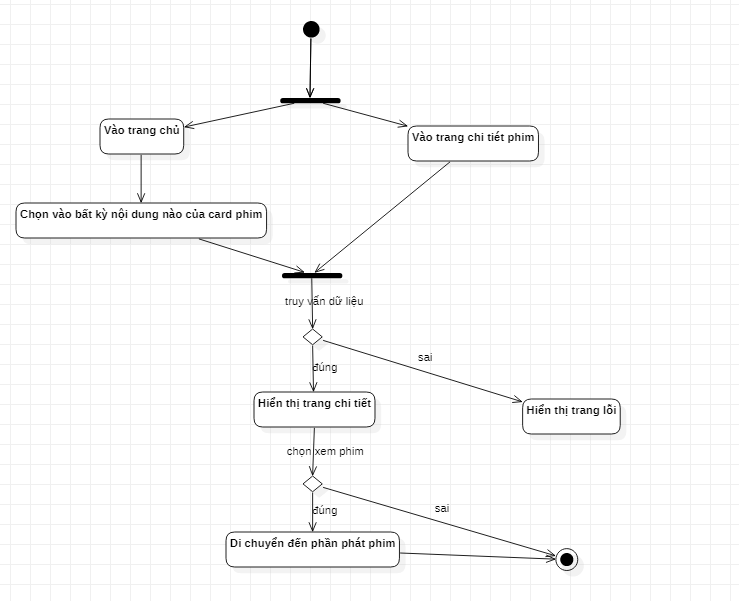 Vào trang chủ
Vào trang chi tiét phim
Chọn vào bất kỳ nội dung nào của card phim
truy vấn dữ liệu
đúng
sai
Hiển thị trang chi tiết
Hiển thị trang lỗi
chọn xem phim
đúng
sai
Di chuyển đến phần phát phim